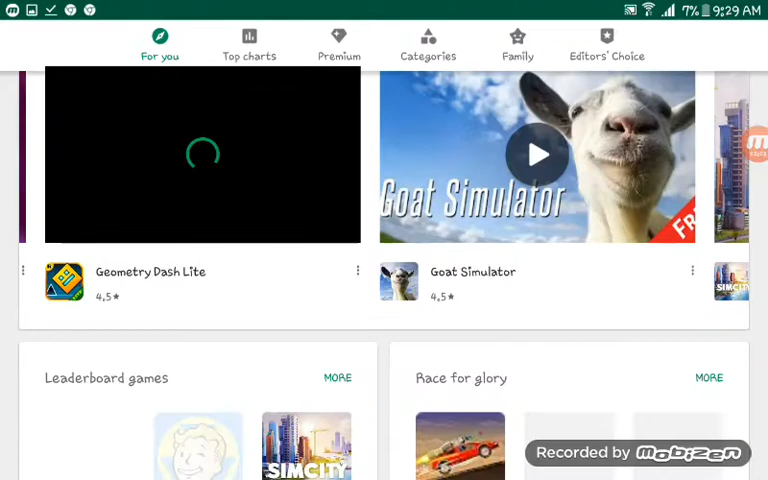 7% 9:29 AM
For you Top charts Premium Categories Family Editors' Choice
Goat Simulator
Geometry Dash Lite
4,5★
Goat Simulator
4,5★
SIMCITY
Leaderboard games MORE
Race for glory MORE
SIMCITY
Recorded by Mobizen